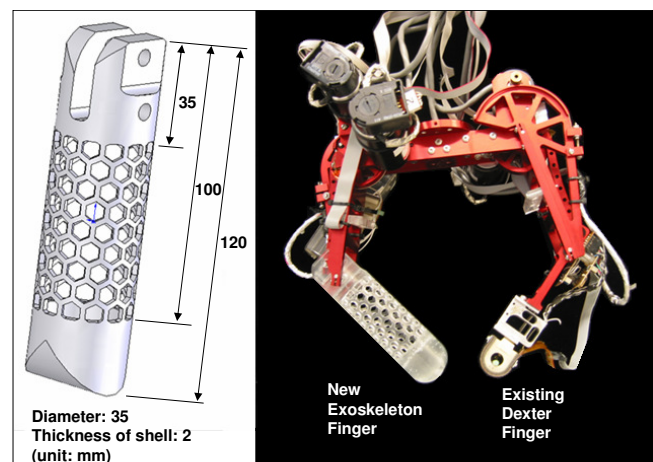 35
100
120
Diameter: 35
Thickness of shell: 2
(unit: mm)
New
Exoskeleton
Finger
Existing
Dexter
Finger